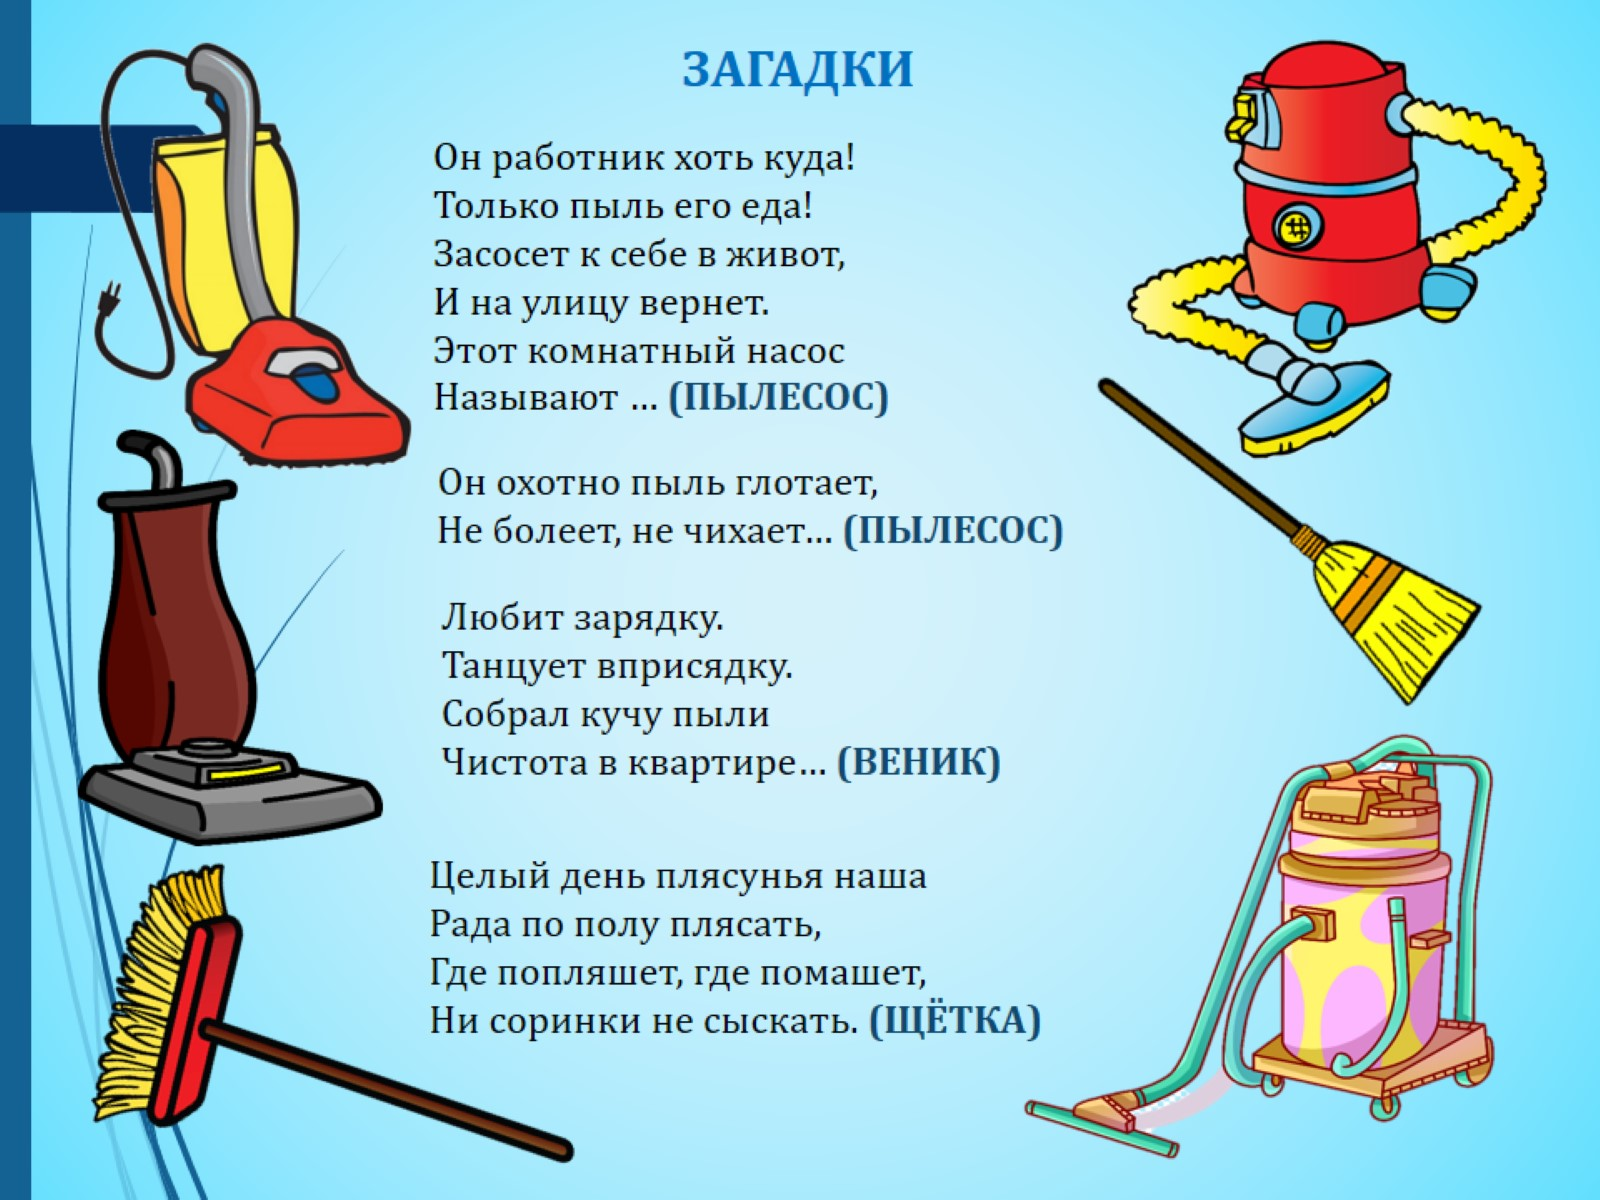 ЗАГАДКИ
Он работник хоть куда!
Только пыль его еда!
Засосет к себе в живот,
И на улицу вернет.
Этот комнатный насос
Называют ... (ПЫЛЕСОС)
Он охотно пыль глотает,
Не болеет, не чихает... (ПЫЛЕСОС)
Любит зарядку.
Танцует вприсядку.
Собрал кучу пыли
Чистота в квартире... (ВЕНИК)
Целый день плясунья наша
Рада по полу плясать,
Где попляшет, где помашет,
Ни соринки не сыскать. (ЩЁТКА)